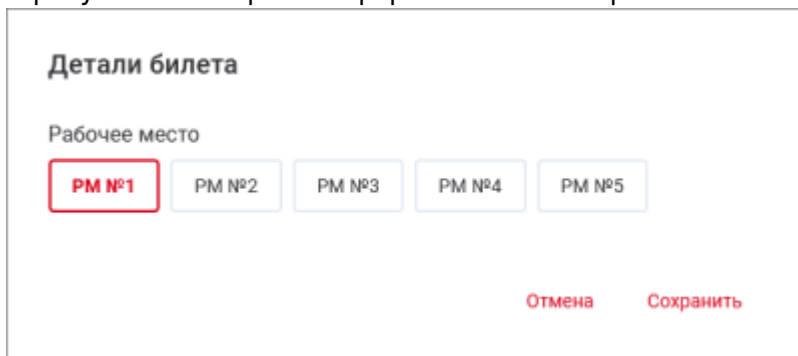 Детали билета
Рабочее место
РМ №1 РМ №2 РМ №3 РМ №4 РМ №5
Отмена Сохранить